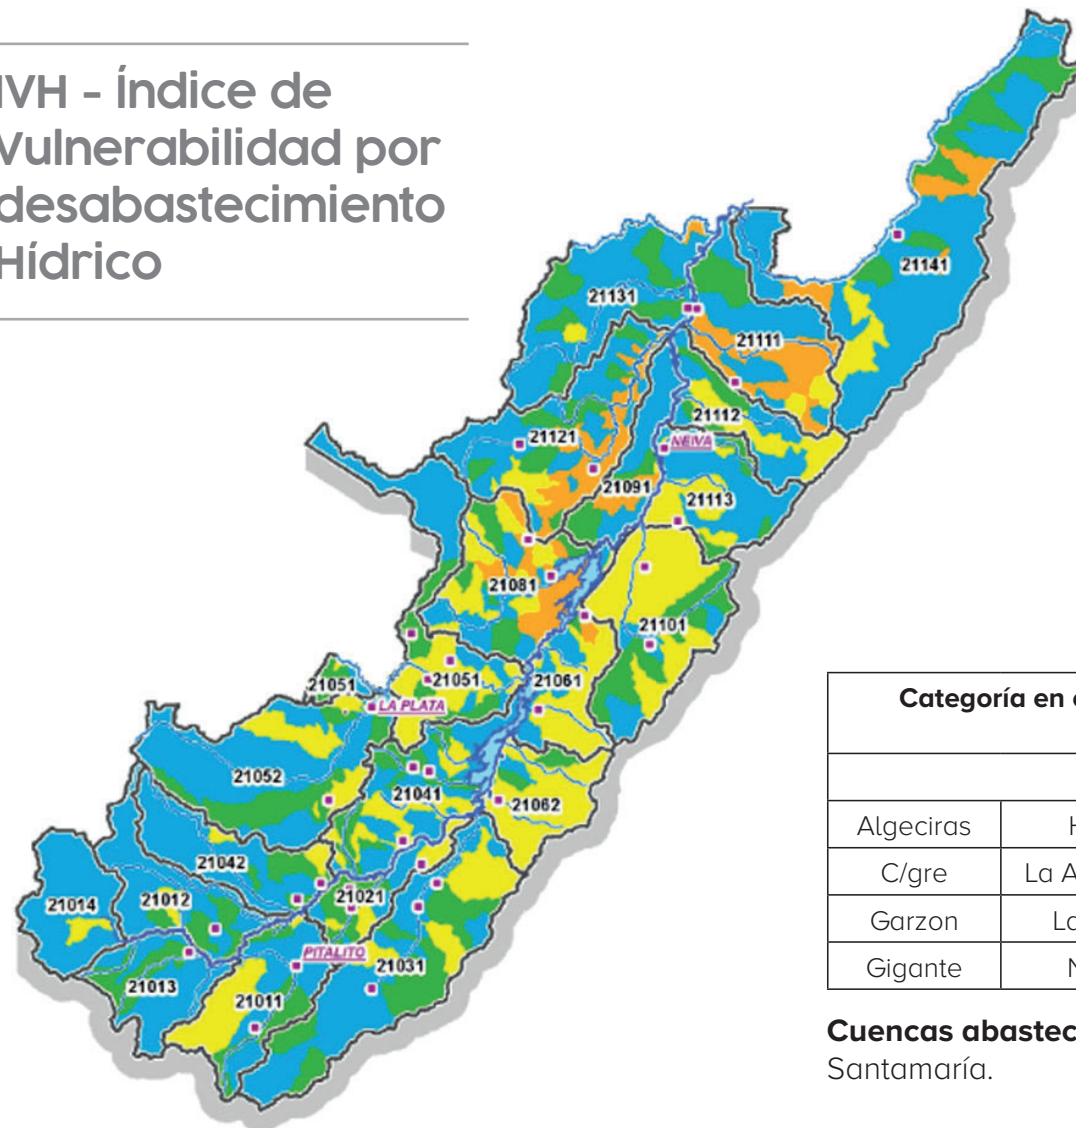 IVH - Índice de
Vulnerabilidad por
desabastecimiento
Hídrico
21141
21131
21111
21112
21121
NEIVA
21091
21113
21081
21101
21051
21051
21061
LA PLATA
21052
21041
21062
21042
21012
21021
21014
PITALITO
21031
21013
21011
Categoría en
Algeciras
C/gre
La A
Garzon
Gigante
Cuencas abastec
Santamaría.